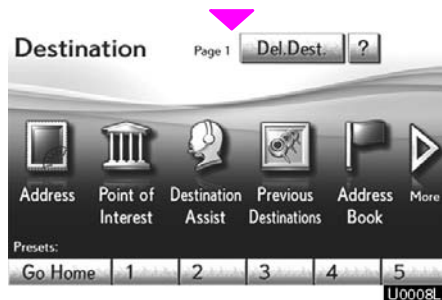 Destination Page 1 Del.Dest. ?
Address Point of Interest Destination Assist Previous Destinations Address Book More
Presets:
Go Home 1 2 3 4 5
U0008L